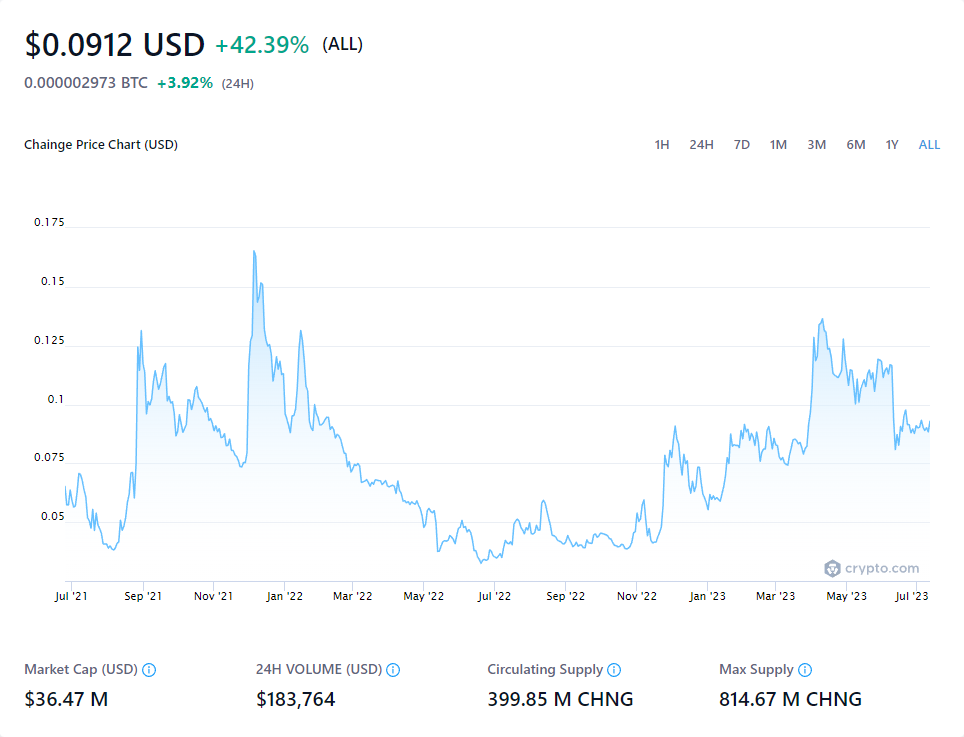 $0.0912 USD +42.39% (ALL)
0.000002973 BTC +3.92% (24H)
Chainge Price Chart (USD) 1H 24H 7D 1M 3M 6M 1Y ALL
0.175
0.15
0.125
0.1
0.075
0.05
crypto.com
Jul '21 Sep '21 Nov '21 Jan '22 Mar '22 May '22 Jul '22 Sep '22 Nov '22 Jan '23 Mar '23 May '23 Jul '23
Market Cap (USD) 24H VOLUME (USD) Circulating Supply Max Supply
$36.47 M $183,764 399.85 M CHNG 814.67 M CHNG